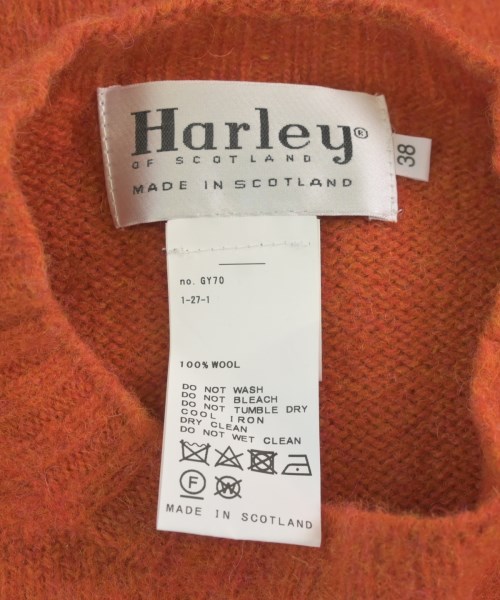 Harley®
OF SCOTLAND
MADE IN SCOTLAND
38
no. GY70
1-27-1
100% WOOL
DO NOT WASH
DO NOT BLEACH
DO NOT TUMBLE DRY
COOL IRON
DRY CLEAN
DO NOT WET CLEAN
F W
MADE IN SCOTLAND